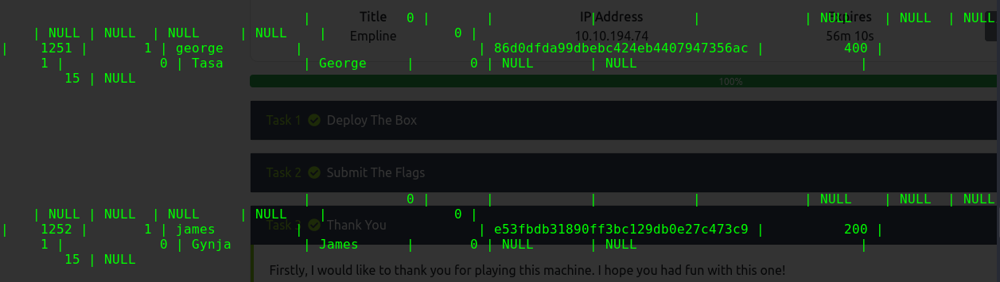 Title IP Address Expires
| 0 | | | | | NULL | NULL | NULL
| NULL | NULL | NULL | NULL | 0 |
Empline 10.10.194.74 56m 10s
| 1251 | 1 | george | | 86d0dfda99dbebc424eb4407947356ac | 400 |
1 | 0 | Tasa | George | 0 | NULL | NULL |
15 | NULL
100%
Task 1 Deploy The Box
Task 2 Submit The Flags
| 0 | | | | | NULL | NULL | NULL
| NULL | NULL | NULL | NULL | 0 |
Task 3 Thank You
| 1252 | 1 | james | | e53fbdb31890ff3bc129db0e27c473c9 | 200 |
1 | 0 | Gynja | James | 0 | NULL | NULL |
15 | NULL
Firstly, I would like to thank you for playing this machine. I hope you had fun with this one!